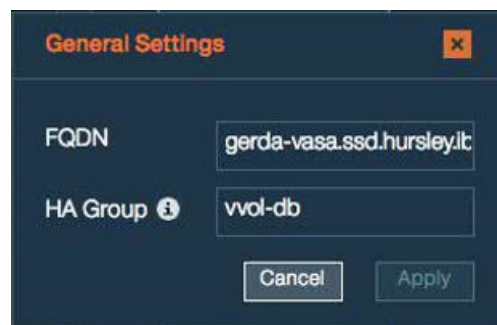 General Settings
FQDN gerda-vasa.ssd.hursley.ib
HA Group vvol-db
Cancel Apply